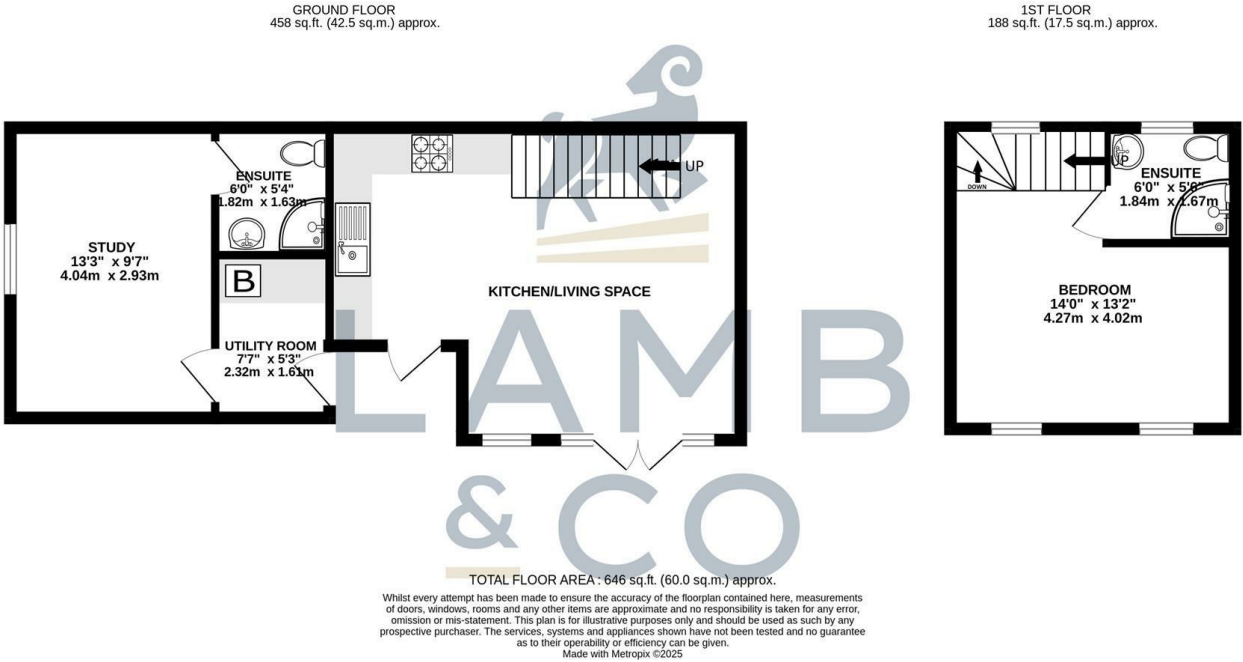 GROUND FLOOR
458 sq.ft. (42.5 sq.m.) approx.
1ST FLOOR
188 sq.ft. (17.5 sq.m.) approx.
UP
ENSUITE
6'0" x 5'4"
1.82m x 1.63m
STUDY
13'3" x 9'7"
4.04m x 2.93m
B
KITCHEN/LIVING SPACE
UTILITY ROOM
7'7" x 5'3"
2.32m x 1.61m
UP
DOWN
ENSUITE
6'0" x 5'6"
1.84m x 1.67m
BEDROOM
14'0" x 13'2"
4.27m x 4.02m
LAMB
& CO
TOTAL FLOOR AREA : 646 sq.ft. (60.0 sq.m.) approx.
Whilst every attempt has been made to ensure the accuracy of the floorplan contained here, measurements
of doors, windows, rooms and any other items are approximate and no responsibility is taken for any error,
omission or mis-statement. This plan is for illustrative purposes only and should be used as such by any
prospective purchaser. The services, systems and appliances shown have not been tested and no guarantee
as to their operability or efficiency can be given.
Made with Metropix ©2025